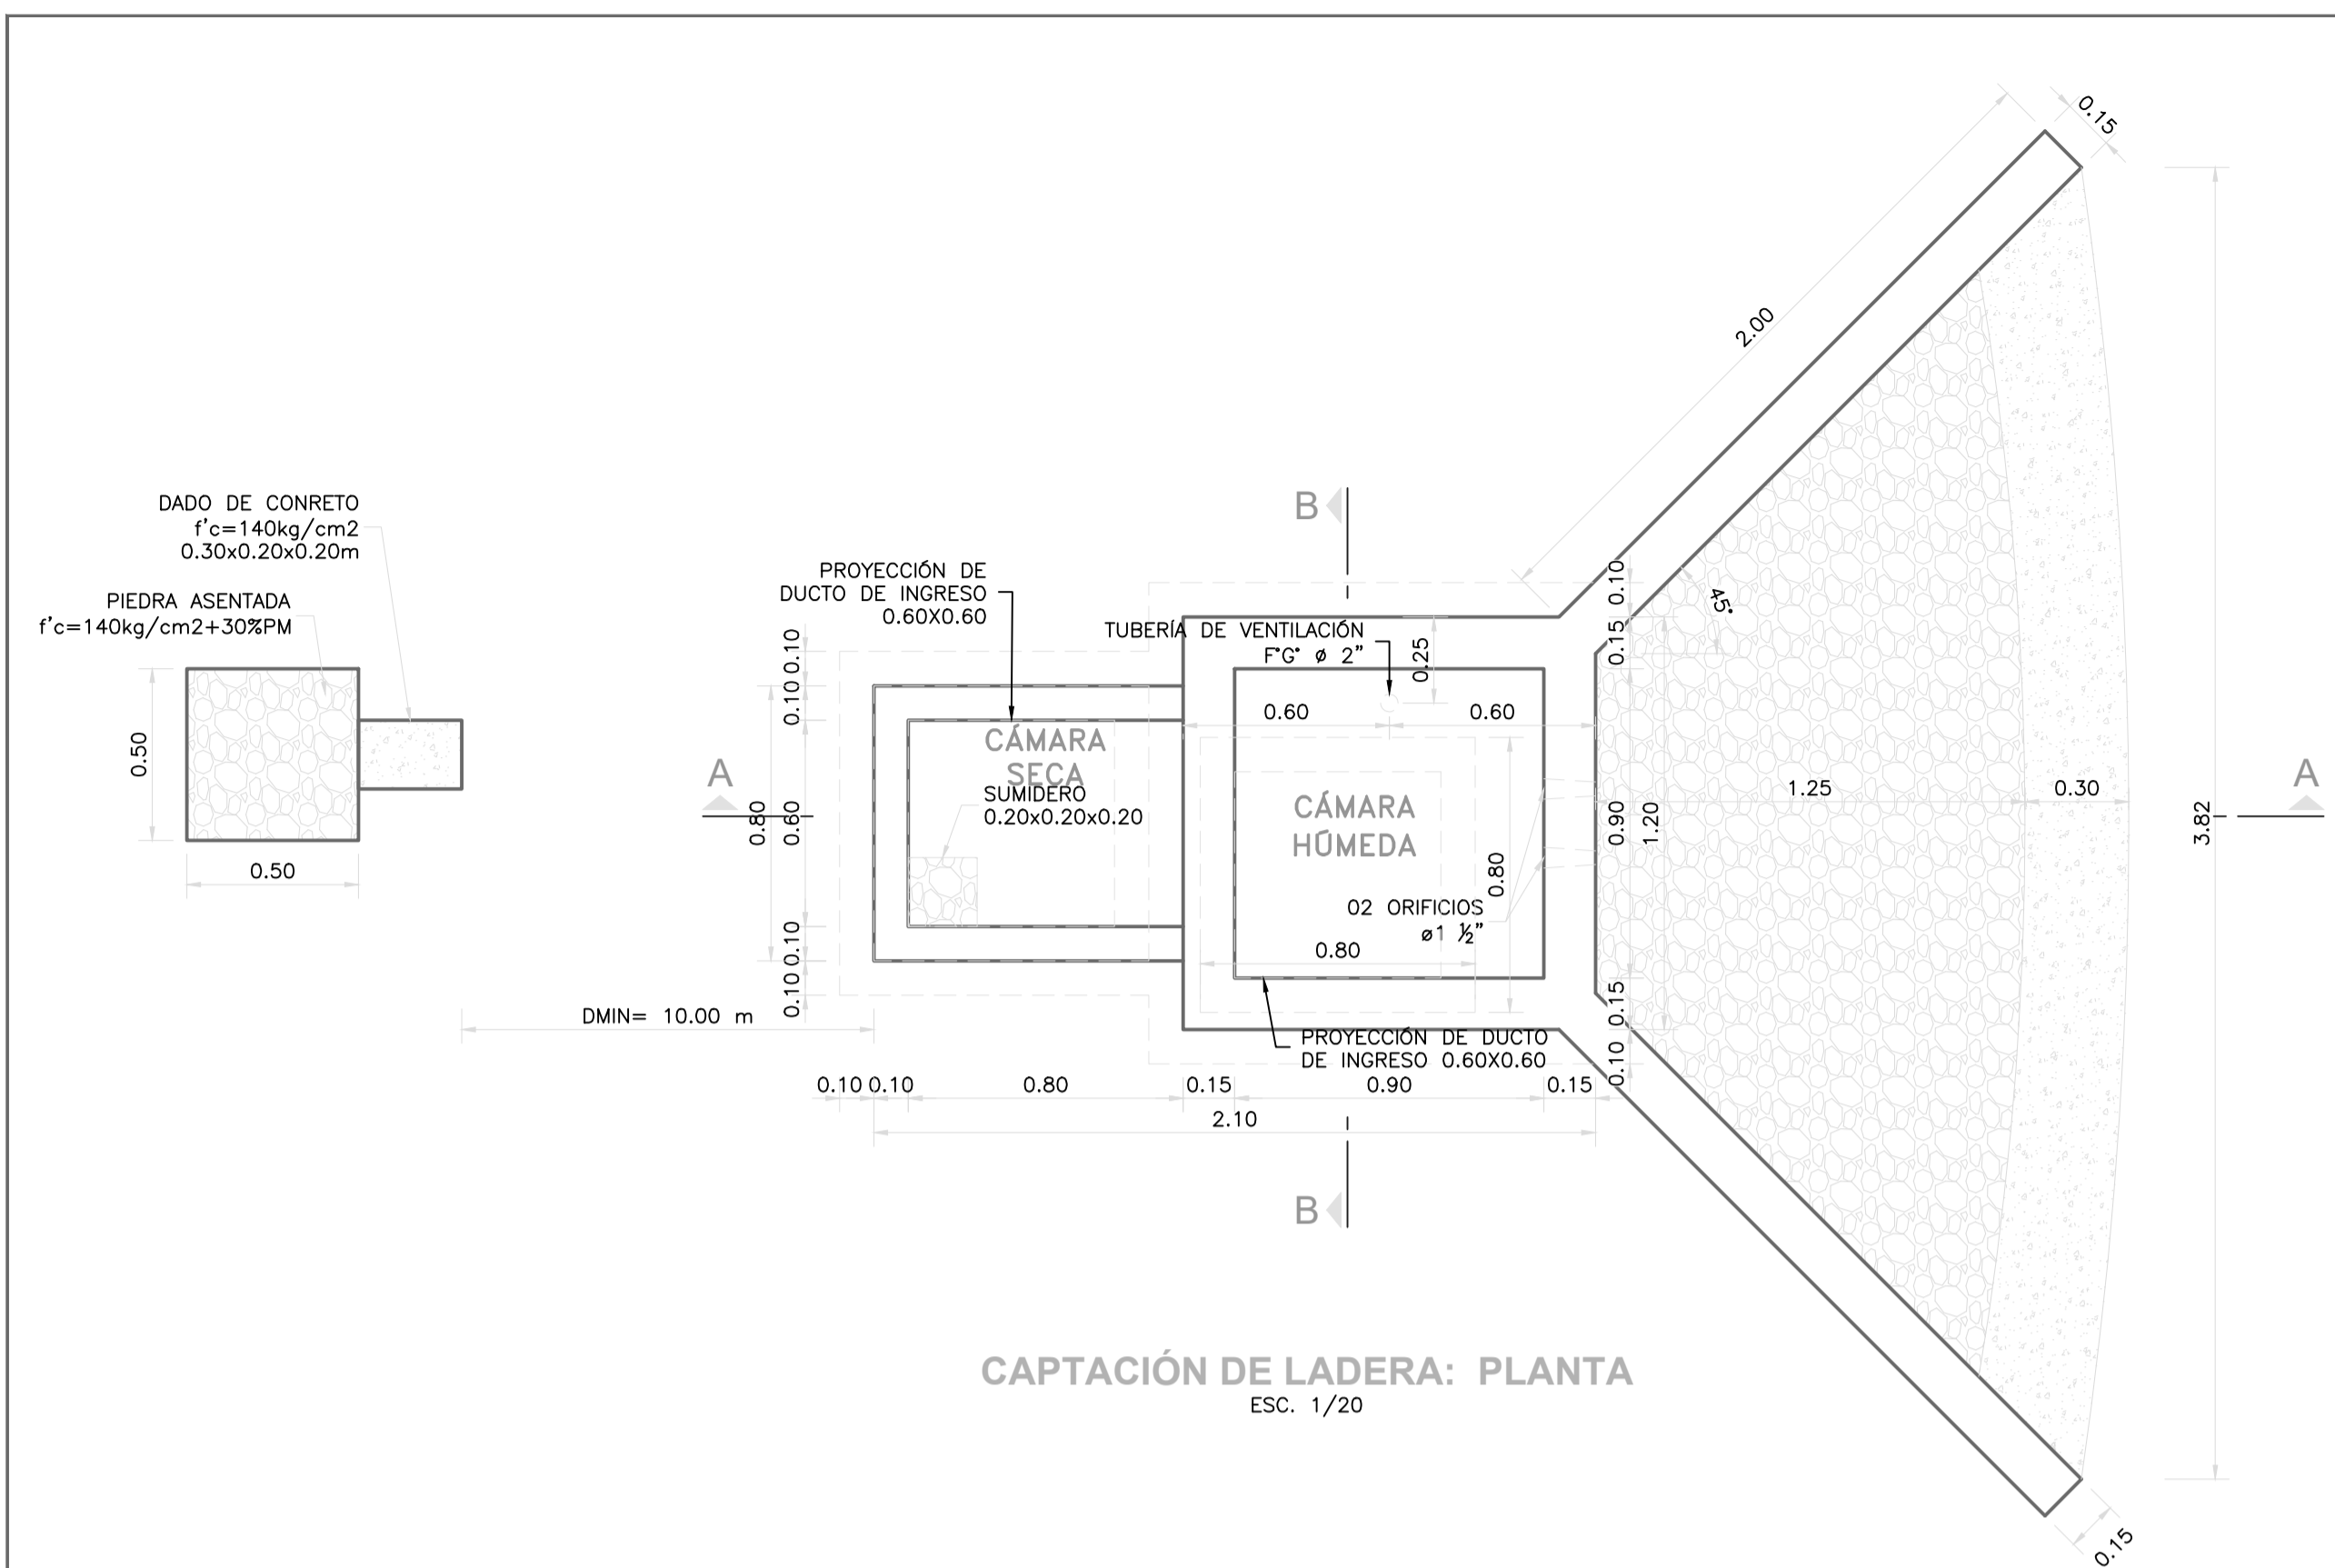 0.15
2.00
3.82
0.15
45°
B
DADO DE CONRETO
f'c=140kg/cm2
0.30x0.20x0.20m
PIEDRA ASENTADA
f'c=140kg/cm2+30%PM
0.50
0.50
PROYECCIÓN DE
DUCTO DE INGRESO
0.60X0.60
TUBERÍA DE VENTILACIÓN
F°G° ø 2"
0.25
0.10
0.15
0.10
0.10
0.60
0.60
A
0.80
0.60
CÁMARA
SECA
SUMIDERO
0.20x0.20x0.20
CÁMARA
HÚMEDA
0.80
0.90
1.20
1.25
0.30
A
02 ORIFICIOS
ø1 ½"
0.80
0.10
0.10
0.15
0.10
DMIN= 10.00 m
PROYECCIÓN DE DUCTO
DE INGRESO 0.60X0.60
0.10
0.10
0.80
0.15
0.90
0.15
2.10
B
CAPTACIÓN DE LADERA: PLANTA
ESC. 1/20